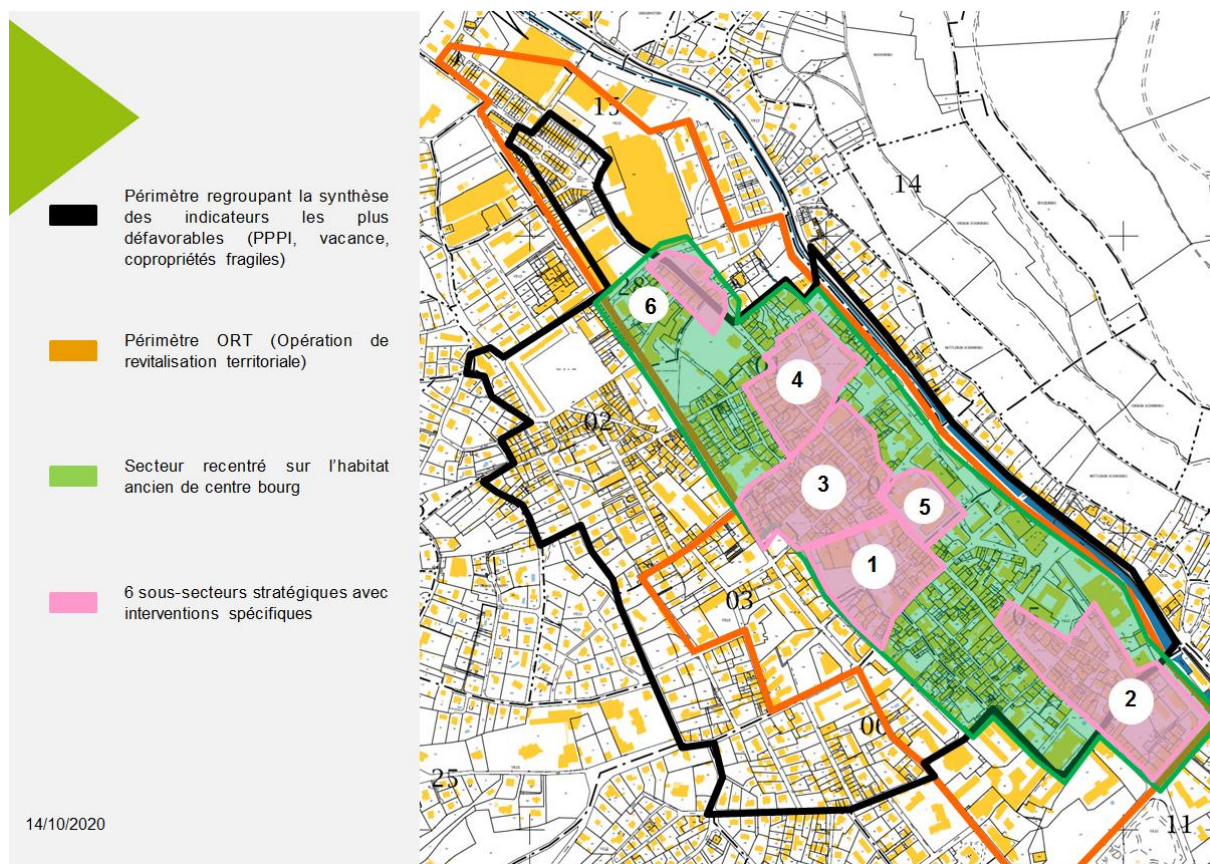 Périmètre regroupant la synthèse
des indicateurs les plus
défavorables (PPPI, vacance,
copropriétés fragiles)
Périmètre ORT (Opération de
revitalisation territoriale)
Secteur recentré sur l'habitat
ancien de centre bourg
6 sous-secteurs stratégiques avec
interventions spécifiques
14/10/2020
15
14
28
6
4
02
3
5
1
03
2
06
25
11